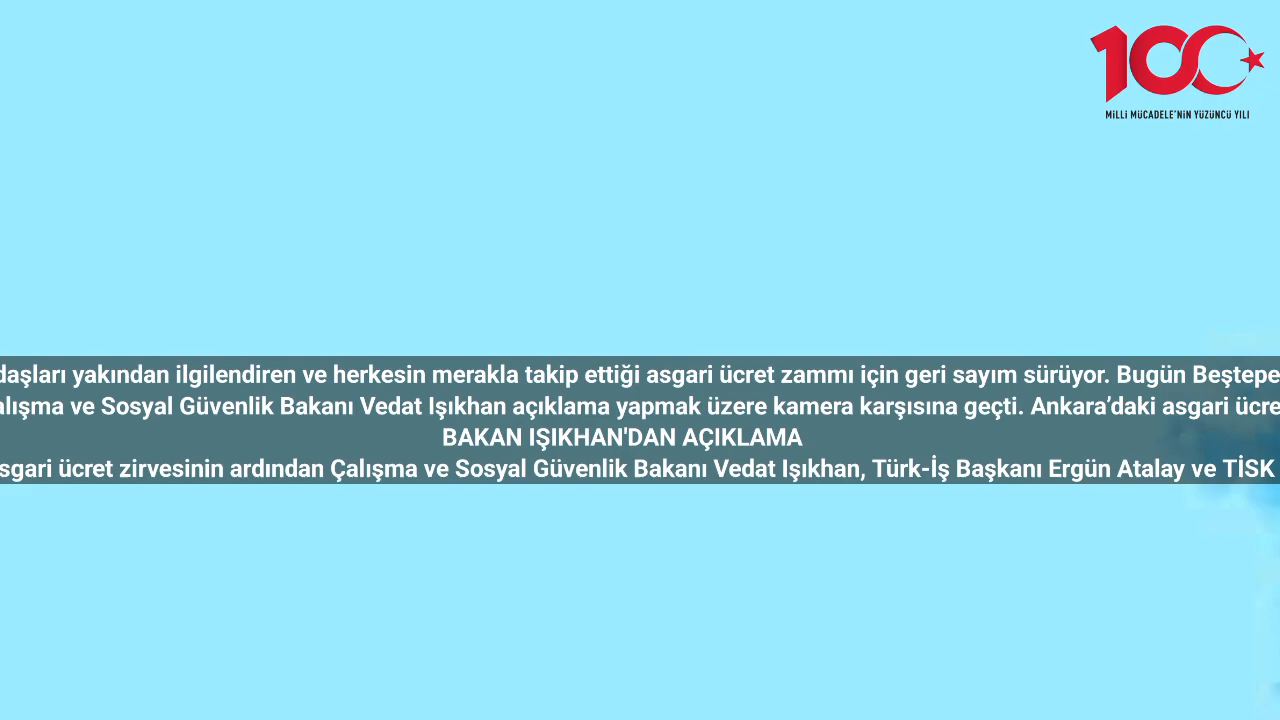 100
MİLLİ MÜCADELE'NİN YÜZÜNCÜ YILI
daşları yakından ilgilendiren ve herkesin merakla takip ettiği asgari ücret zammı için geri sayım sürüyor. Bugün Beştepe
alışma ve Sosyal Güvenlik Bakanı Vedat Işıkhan açıklama yapmak üzere kamera karşısına geçti. Ankara’daki asgari ücre
BAKAN IŞIKHAN'DAN AÇIKLAMA
sgari ücret zirvesinin ardından Çalışma ve Sosyal Güvenlik Bakanı Vedat Işıkhan, Türk-İş Başkanı Ergün Atalay ve TİSK